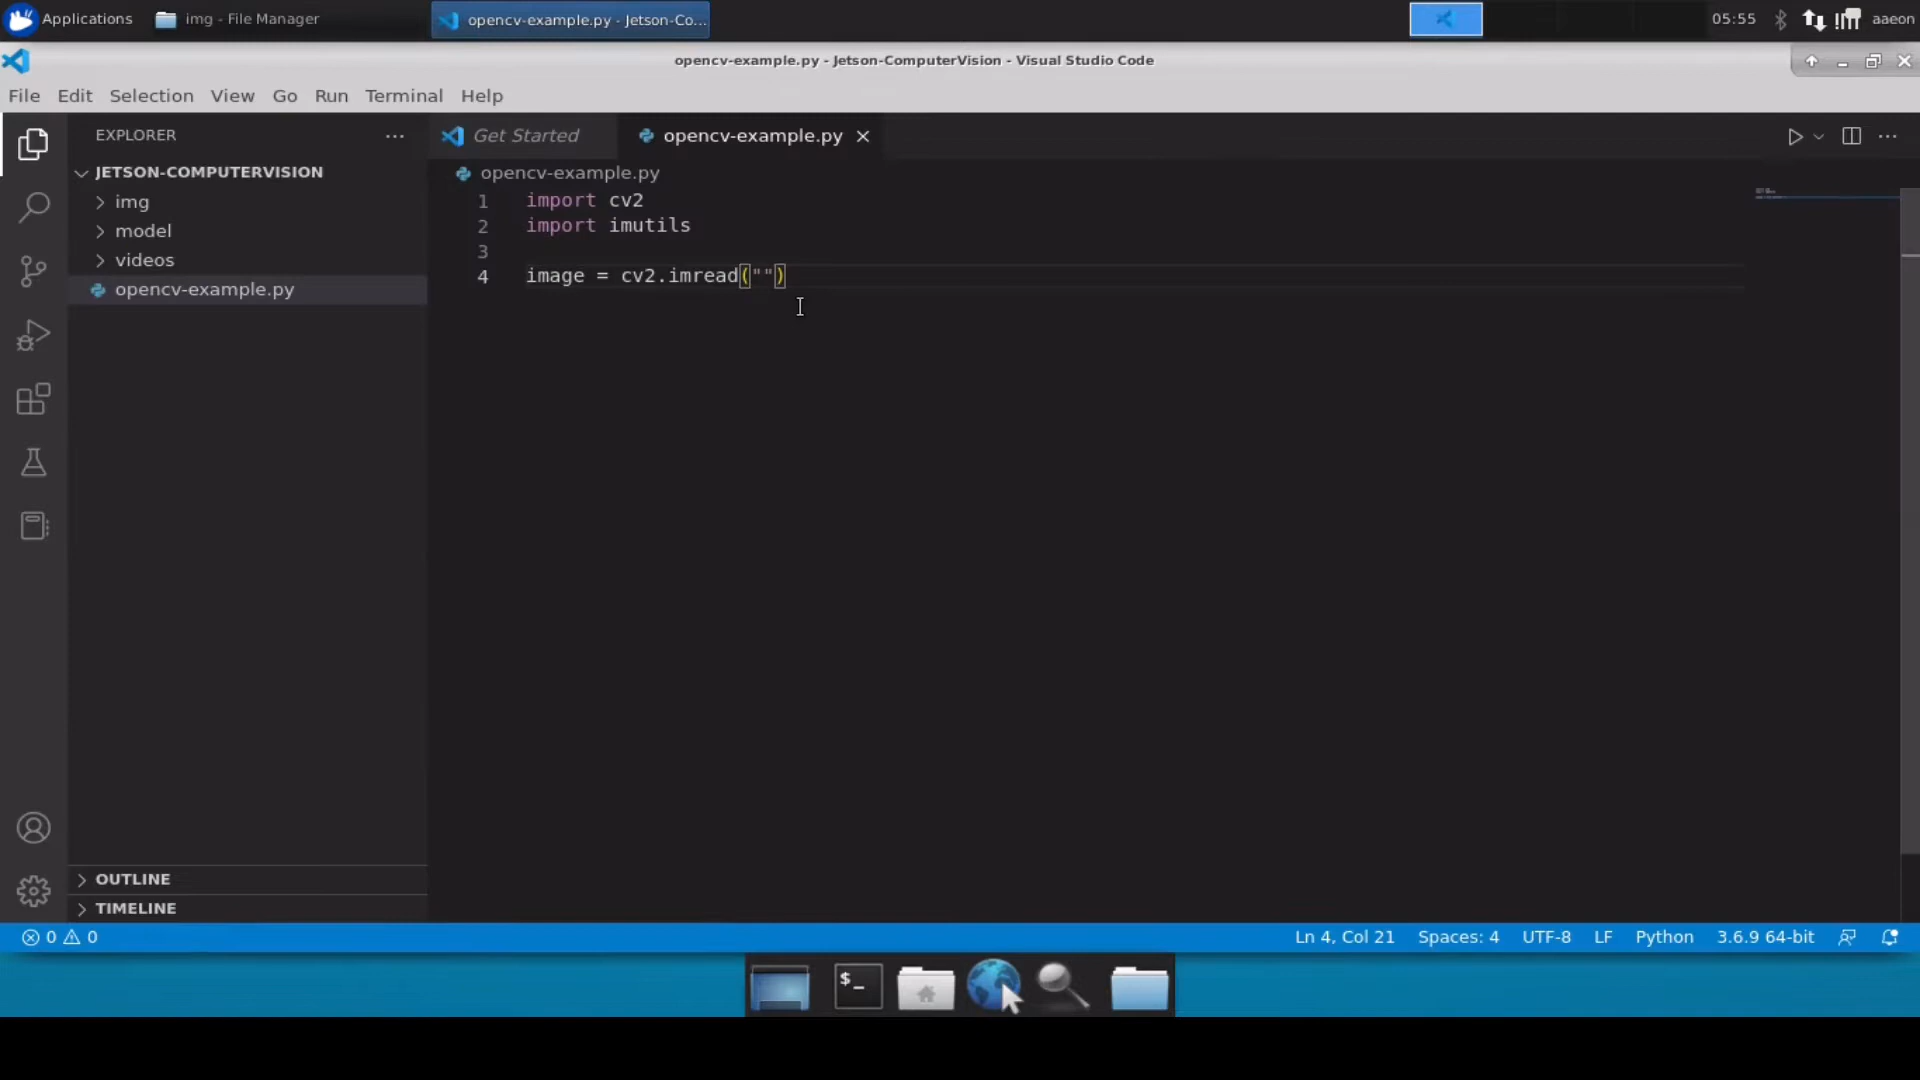 Applications
img - File Manager
opencv-example.py - Jetson-Co...
05:55
aaeon
opencv-example.py - Jetson-ComputerVision - Visual Studio Code
File Edit Selection View Go Run Terminal Help
EXPLORER
Get Started
opencv-example.py
JETSON-COMPUTERVISION
img
model
videos
opencv-example.py
opencv-example.py
1 import cv2
2 import imutils
3
4 image = cv2.imread("")
OUTLINE
TIMELINE
0 0
Ln 4, Col 21 Spaces: 4 UTF-8 LF Python 3.6.9 64-bit
$_